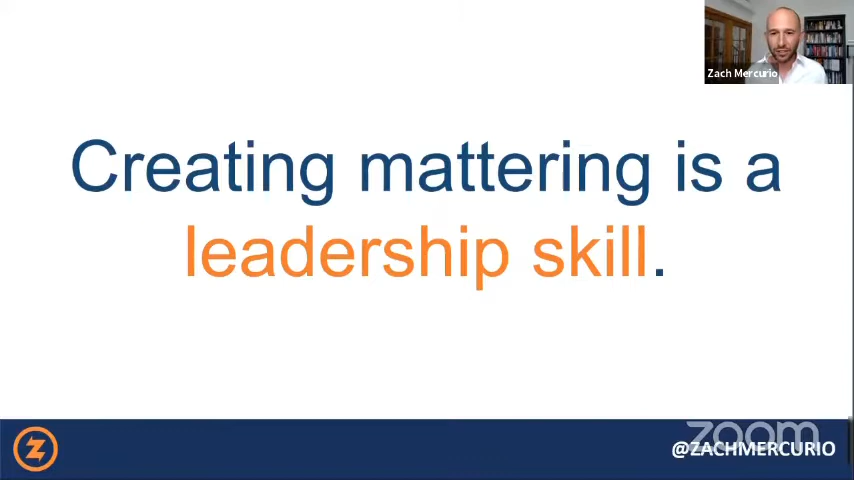 Zach Mercurio
Creating mattering is a
leadership skill.
zoom
@ZACHMERCURIO